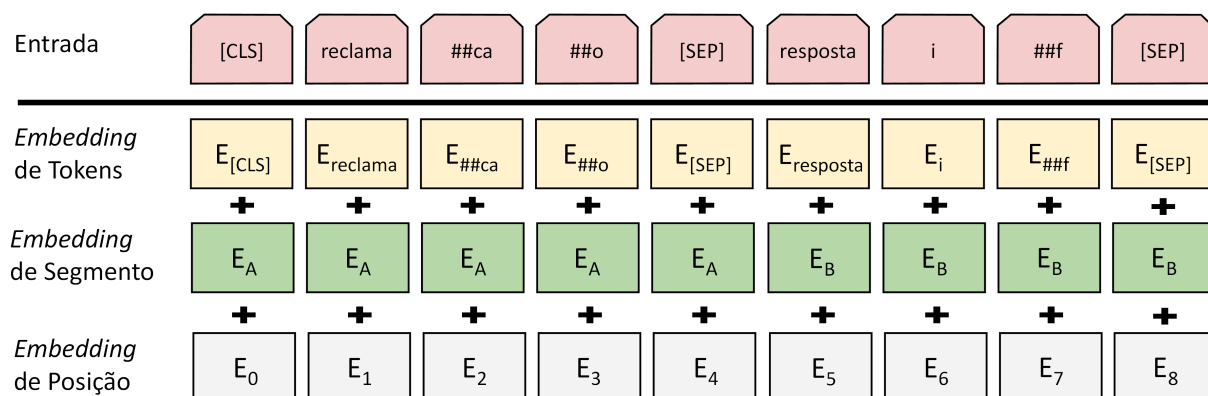 Entrada [CLS] reclama ##ca ##o [SEP] resposta i ##f [SEP]
Embedding
de Tokens
E[CLS] Ereclama E##ca E##o E[SEP] Eresposta Ei E##f E[SEP]
+ + + + + + + + +
Embedding
de Segmento
EA EA EA EA EA EB EB EB EB
+ + + + + + + + +
Embedding
de Posição
E0 E1 E2 E3 E4 E5 E6 E7 E8